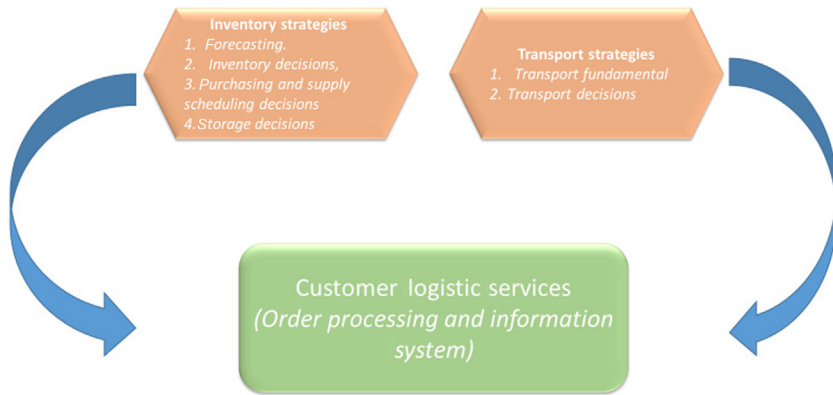 Inventory strategies
1. Forecasting.
2. Inventory decisions,
3. Purchasing and supply
scheduling decisions
4.Storage decisions
Transport strategies
1. Transport fundamental
2. Transport decisions
Customer logistic services
(Order processing and information
system)